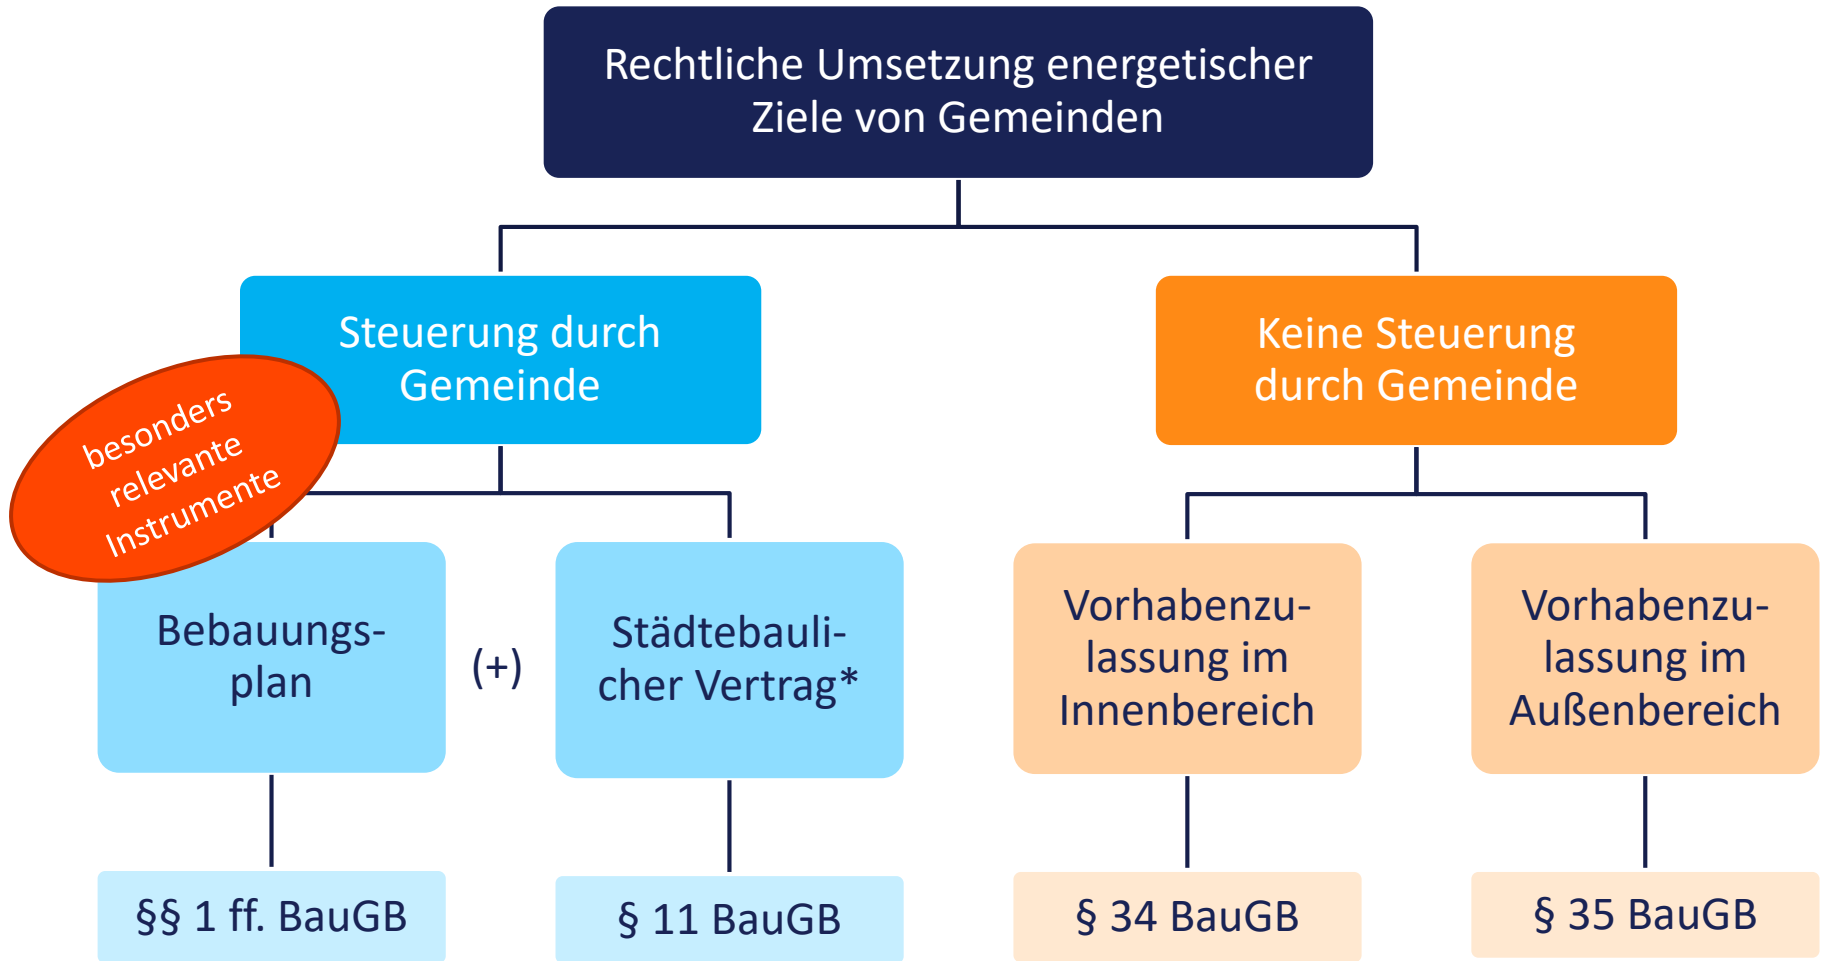 Rechtliche Umsetzung energetischer
Ziele von Gemeinden
Steuerung durch
Gemeinde
Keine Steuerung
durch Gemeinde
besonders
relevante
Instrumente
Bebauungs-
plan
(+)
Städtebauli-
cher Vertrag*
Vorhabenzu-
lassung im
Innenbereich
Vorhabenzu-
lassung im
Außenbereich
§§ 1 ff. BauGB
§ 11 BauGB
§ 34 BauGB
§ 35 BauGB